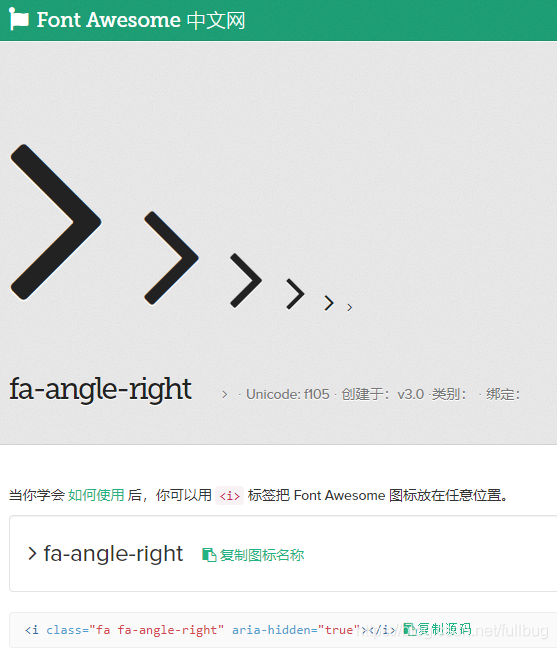 Font Awesome 中文网
fa-angle-right · Unicode: f105 · 创建于：v3.0 ·类别： · 绑定：
当你学会 如何使用 后，你可以用 <i> 标签把 Font Awesome 图标放在任意位置。
fa-angle-right 复制图标名称
<i class="fa fa-angle-right" aria-hidden="true"></i> 复制源码